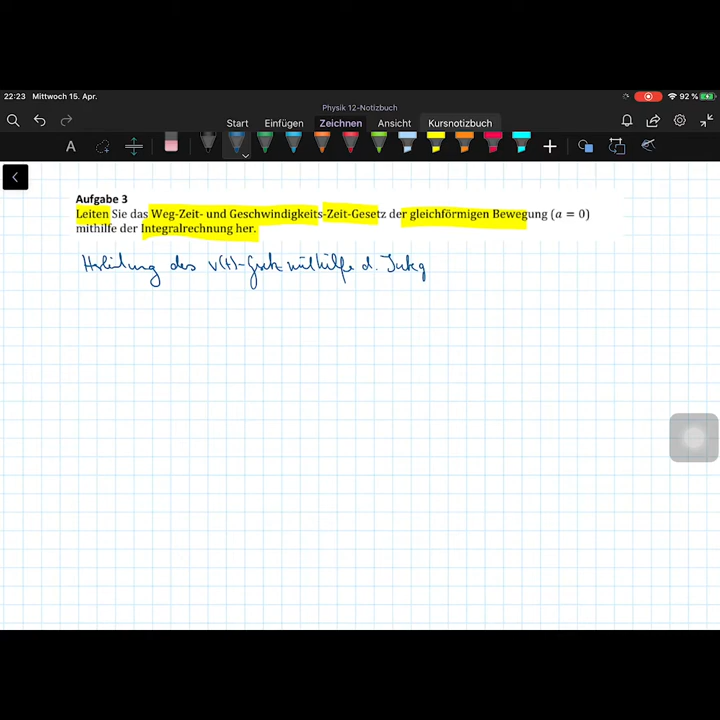 22:23 Mittwoch 15. Apr. 92 %
Physik 12-Notizbuch
Start Einfügen Zeichnen Ansicht Kursnotizbuch
A
Aufgabe 3
Leiten Sie das Weg-Zeit- und Geschwindigkeits-Zeit-Gesetz der gleichförmigen Bewegung (a = 0)
mithilfe der Integralrechnung her.
Herleitung des v(t)-Gesetz mithilfe d. Integ